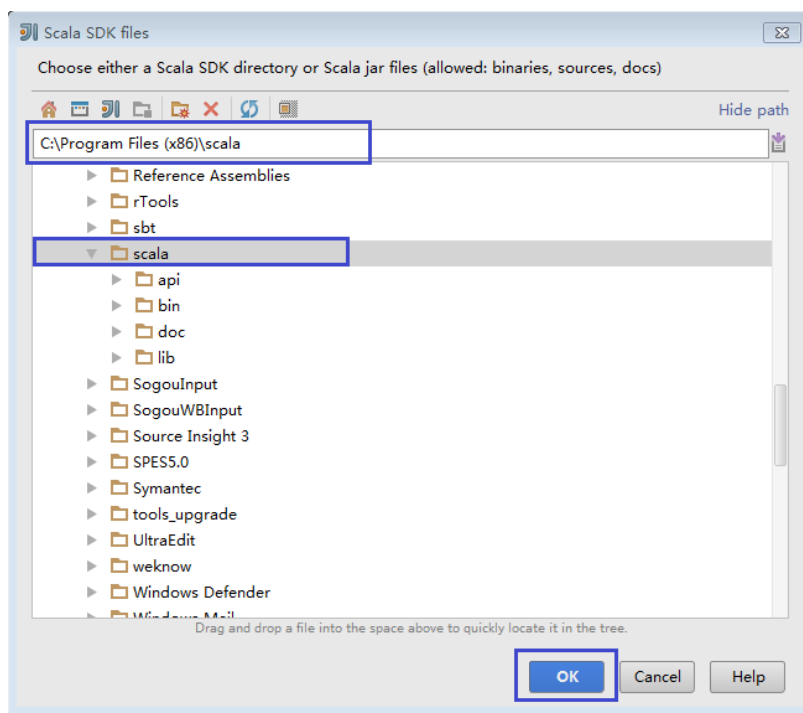 Scala SDK files
Choose either a Scala SDK directory or Scala jar files (allowed: binaries, sources, docs)
Hide path
C:\Program Files (x86)\scala
Reference Assemblies
rTools
sbt
scala
api
bin
doc
lib
SogouInput
SogouWBInput
Source Insight 3
SPES5.0
Symantec
tools_upgrade
UltraEdit
weknow
Windows Defender
Windows Mail
Drag and drop a file into the space above to quickly locate it in the tree.
OK Cancel Help